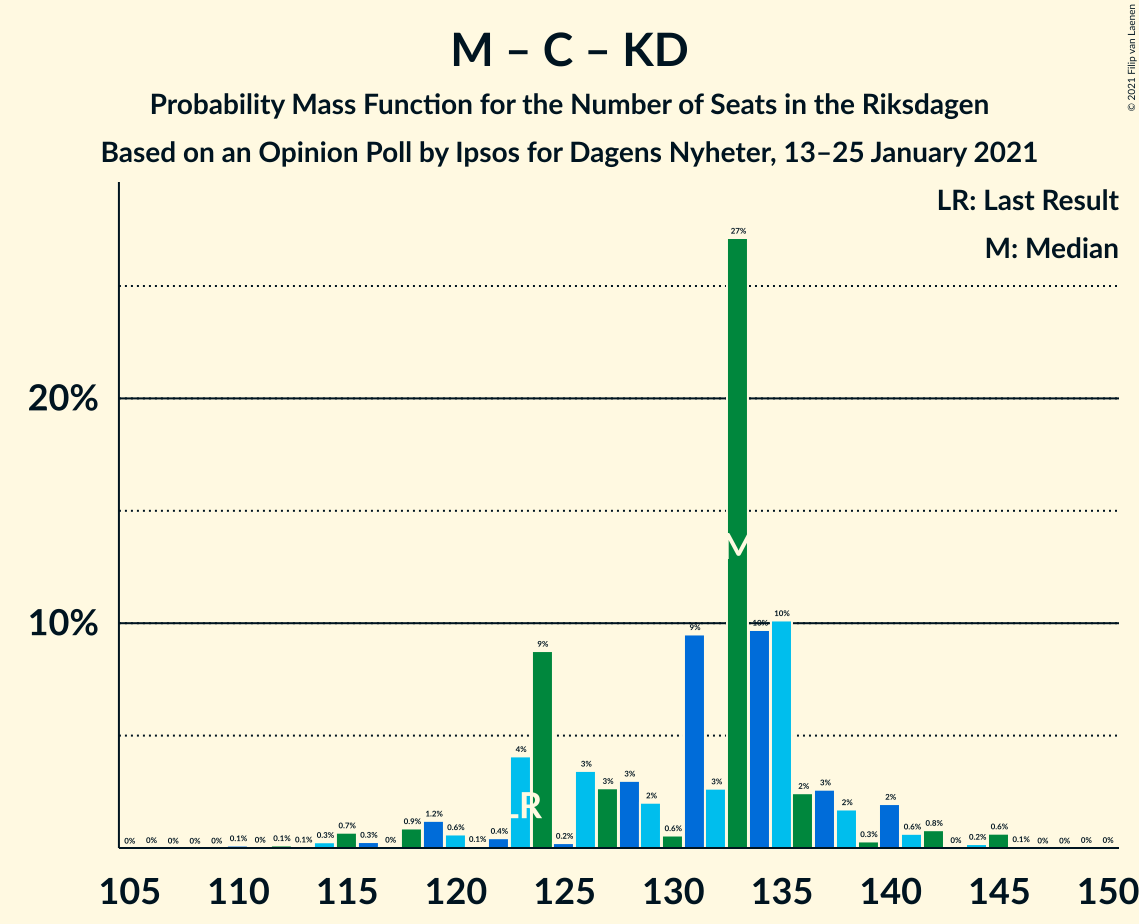 M – C – KD
Probability Mass Function for the Number of Seats in the Riksdagen
Based on an Opinion Poll by Ipsos for Dagens Nyheter, 13–25 January 2021
© 2021 Filip van Laenen
LR: Last Result
M: Median
20%
10%
0% 0% 0% 0% 0% 0.1% 0% 0.1% 0.1% 0.3% 0.7% 0.3% 0% 0.9% 1.2% 0.6% 0.1% 0.4% 4% 9% 0.2% 3% 3% 3% 2% 0.6% 9% 3% 27% 10% 10% 2% 3% 2% 0.3% 2% 0.6% 0.8% 0% 0.2% 0.6% 0.1% 0% 0% 0% 0%
LR
M
105 110 115 120 125 130 135 140 145 150